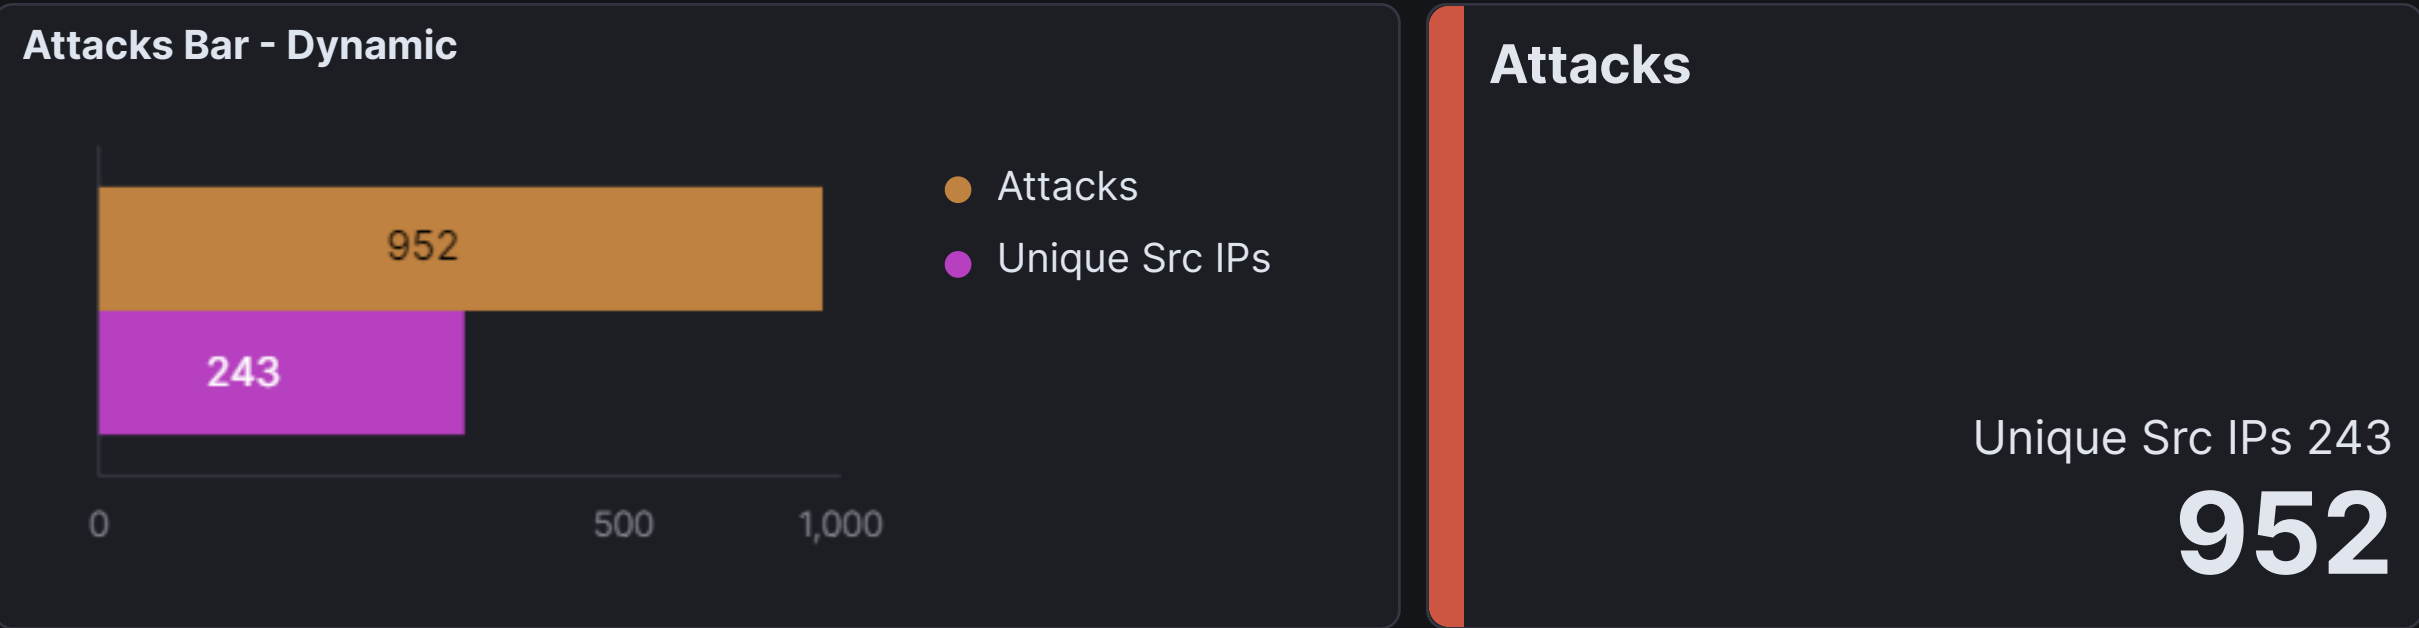 Attacks Bar - Dynamic
952
243
0 500 1,000
Attacks
Unique Src IPs
Attacks
Unique Src IPs 243
952